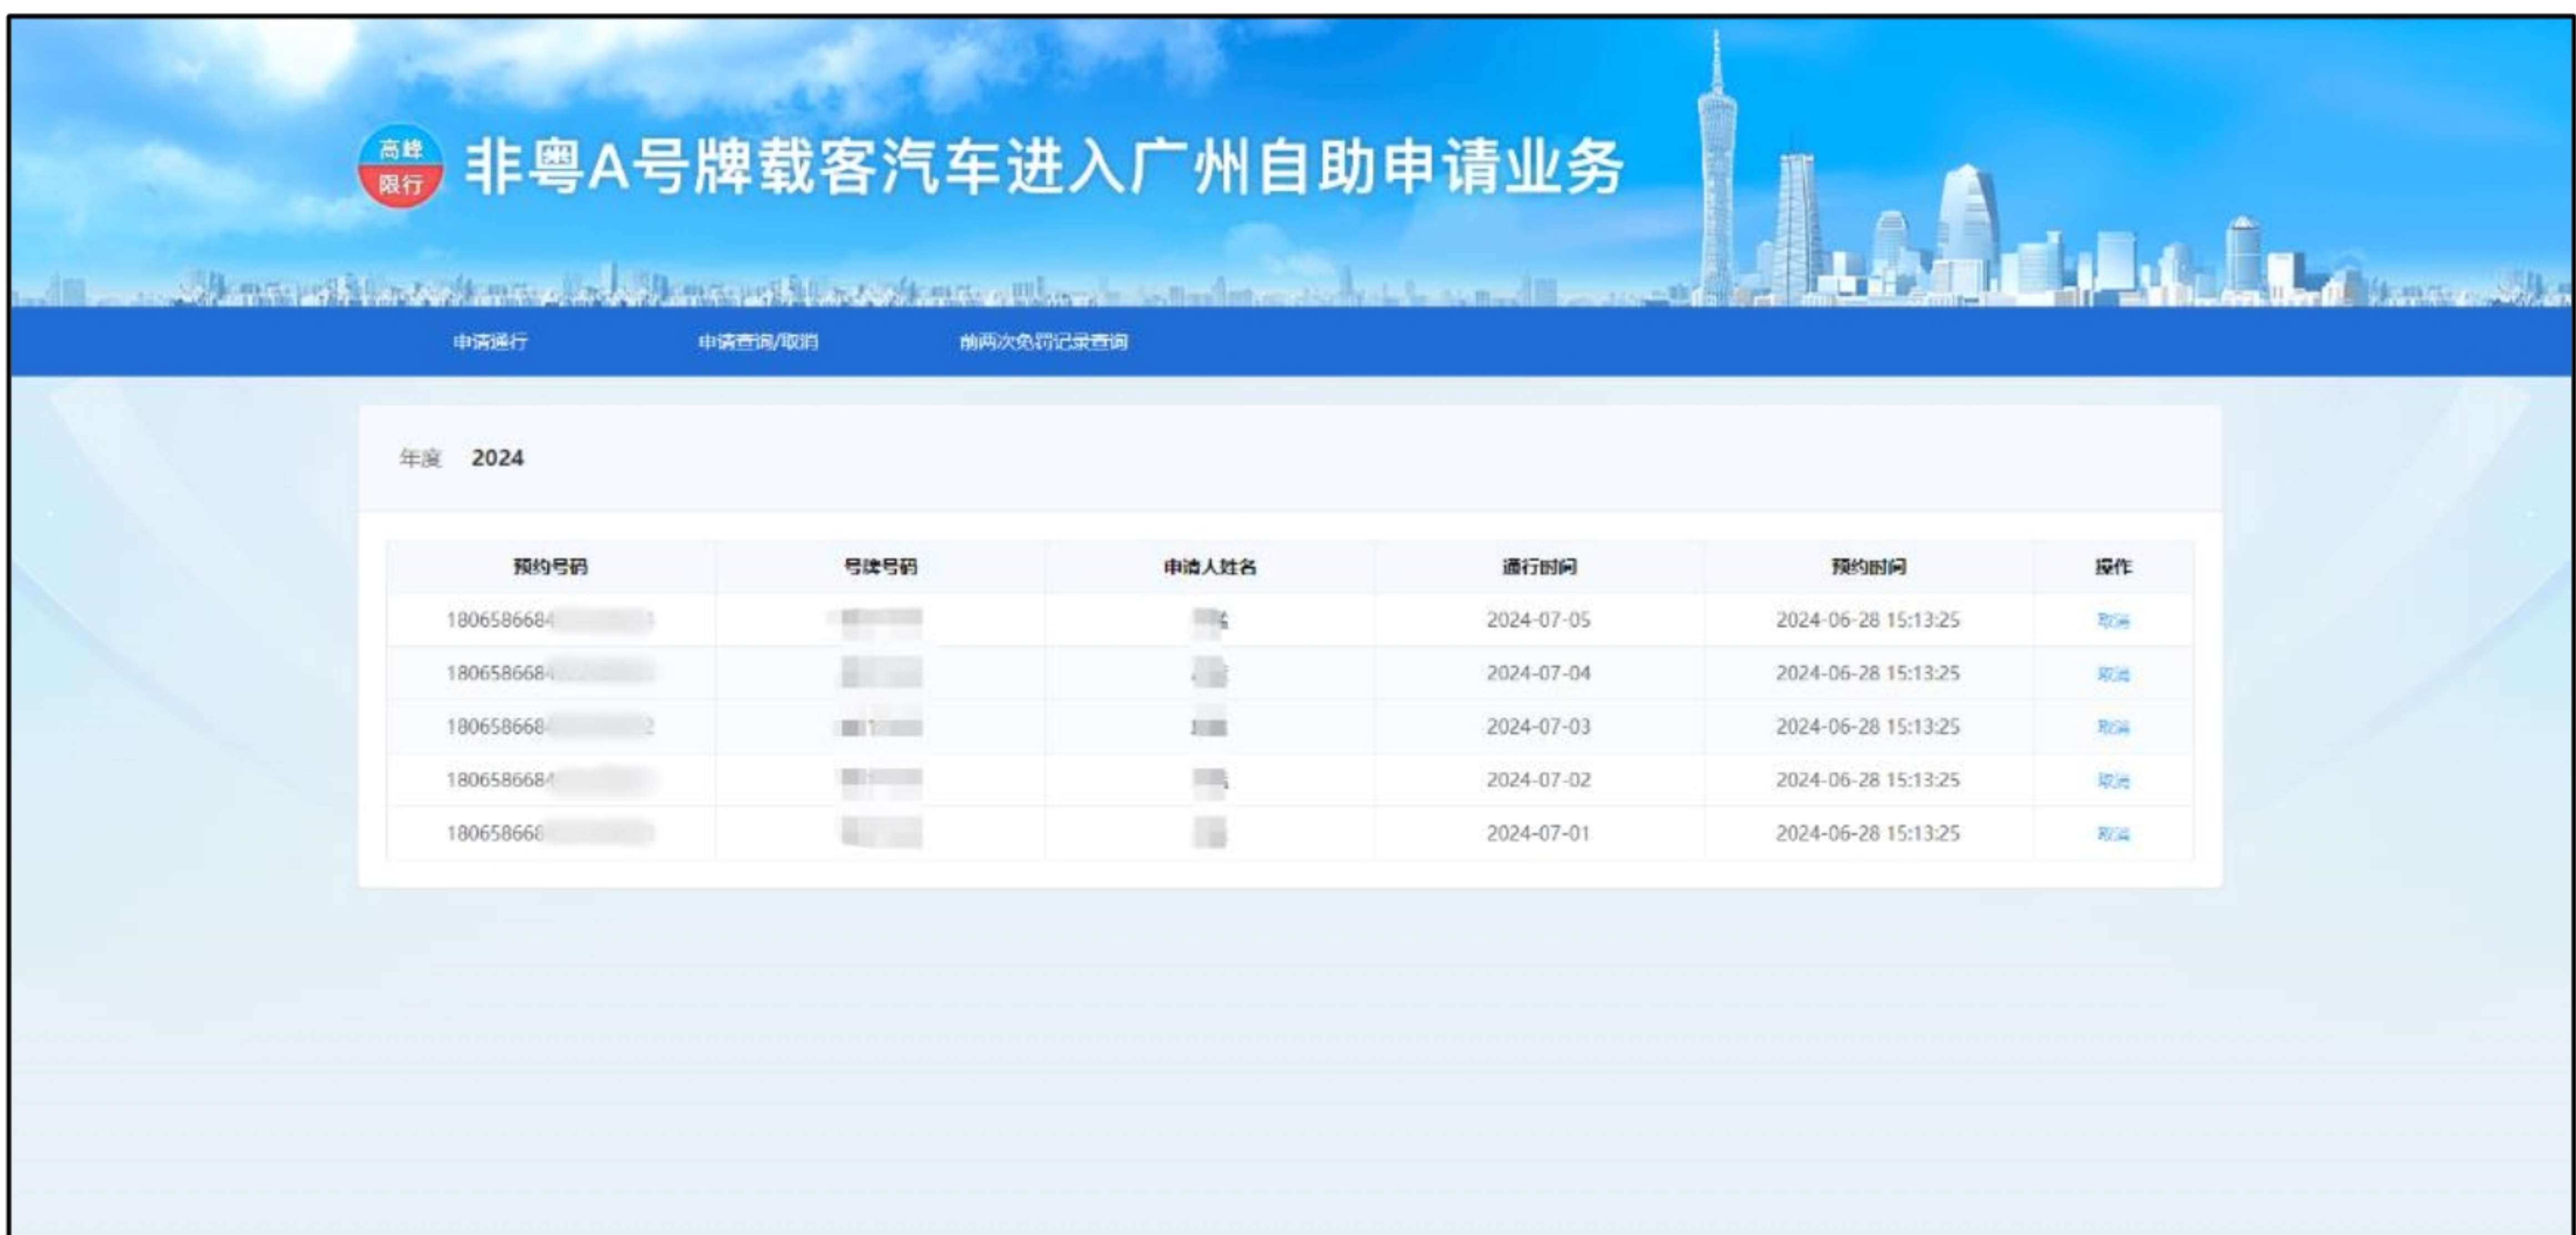 高峰
限行
非粤A号牌载客汽车进入广州自助申请业务
申请通行 申请查询/取消 前两次免罚记录查询
年度 2024
预约号码 号牌号码 申请人姓名 通行时间 预约时间 操作
1806586684 2024-07-05 2024-06-28 15:13:25 取消
1806586684 2024-07-04 2024-06-28 15:13:25 取消
180658668 2024-07-03 2024-06-28 15:13:25 取消
1806586684 2024-07-02 2024-06-28 15:13:25 取消
180658668 2024-07-01 2024-06-28 15:13:25 取消